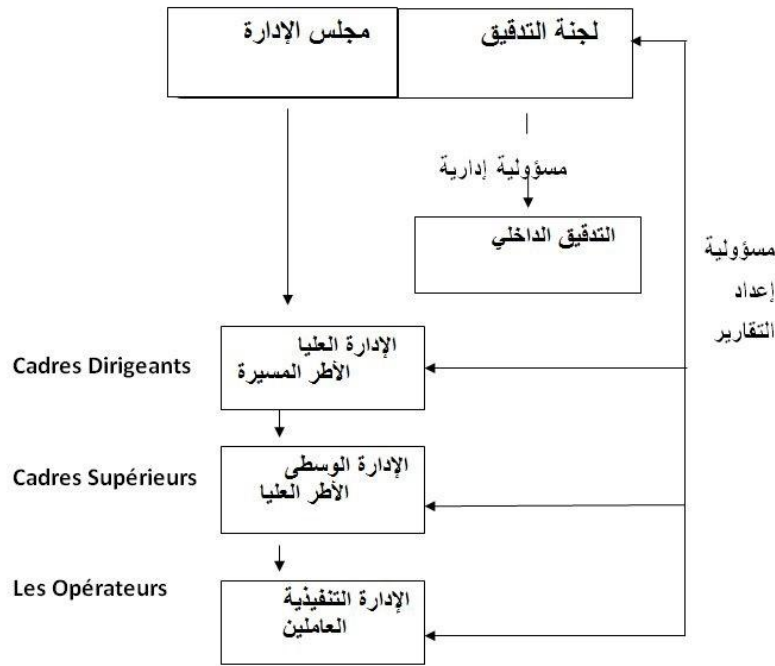 لجنة التدقيق
مجلس الإدارة
مسؤولية إدارية
التدقيق الداخلي
مسؤولية
إعداد
التقارير
الإدارة العليا
الأطر المسيرة
Cadres Dirigeants
الإدارة الوسطى
الأطر العليا
Cadres Supérieurs
الإدارة التنفيذية
العاملين
Les Opérateurs